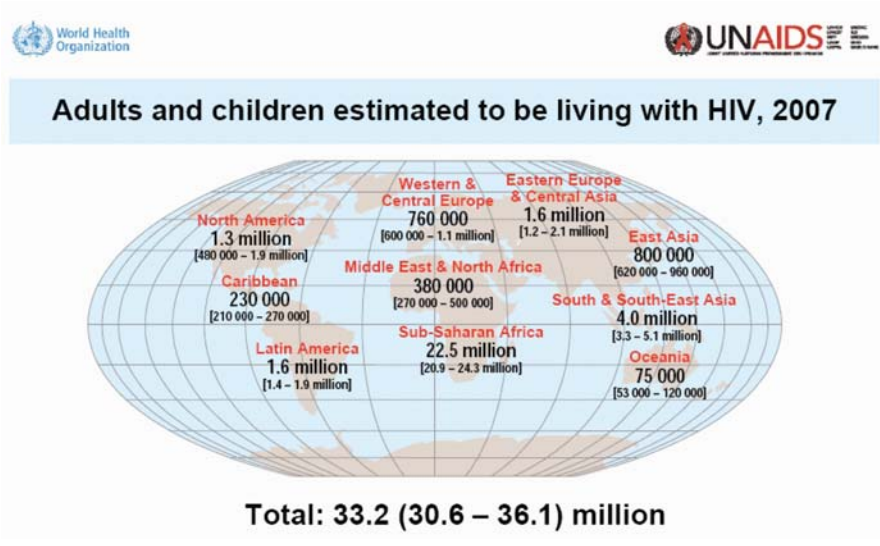 World Health
Organization
UNAIDS
Adults and children estimated to be living with HIV, 2007
Western &
Central Europe
760 000
[600 000 – 1.1 million]
Eastern Europe
& Central Asia
1.6 million
[1.2 – 2.1 million]
North America
1.3 million
[480 000 – 1.9 million]
East Asia
800 000
[620 000 – 960 000]
Middle East & North Africa
380 000
[270 000 – 500 000]
Caribbean
230 000
[210 000 – 270 000]
South & South-East Asia
4.0 million
[3.3 – 5.1 million]
Sub-Saharan Africa
22.5 million
[20.9 – 24.3 million]
Latin America
1.6 million
[1.4 – 1.9 million]
Oceania
75 000
[53 000 – 120 000]
Total: 33.2 (30.6 – 36.1) million